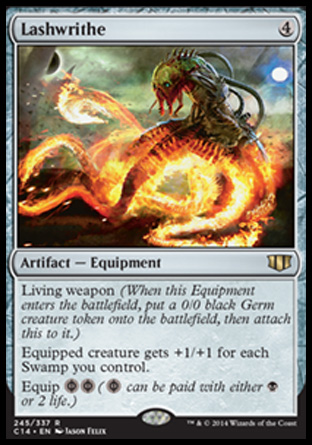 Lashwrithe 4
Artifact — Equipment
Living weapon (When this Equipment
enters the battlefield, put a 0/0 black Germ
creature token onto the battlefield, then attach
this to it.)
Equipped creature gets +1/+1 for each
Swamp you control.
Equip ( can be paid with either
or 2 life.)
245/337 R
C14 • EN Jason Felix ™ & © 2014 Wizards of the Coast